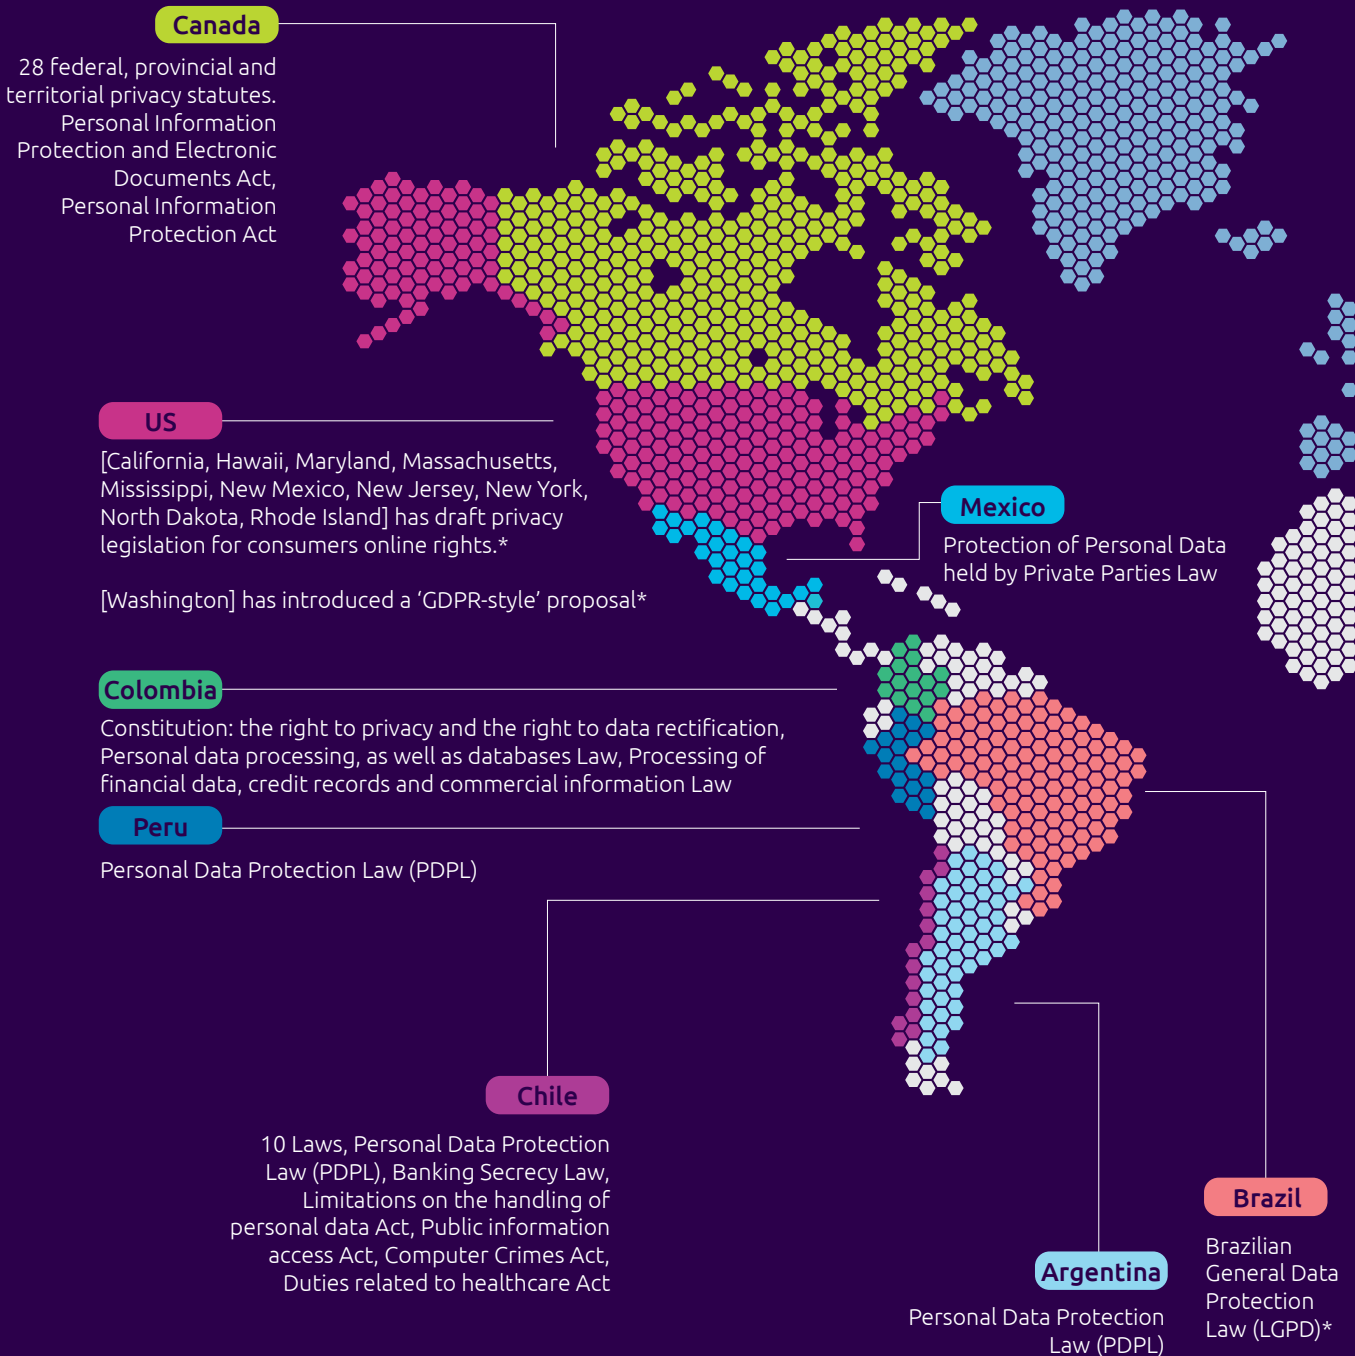 Canada
28 federal, provincial and
territorial privacy statutes.
Personal Information
Protection and Electronic
Documents Act,
Personal Information
Protection Act
US
[California, Hawaii, Maryland, Massachusetts,
Mississippi, New Mexico, New Jersey, New York,
North Dakota, Rhode Island] has draft privacy
legislation for consumers online rights.*
[Washington] has introduced a ‘GDPR-style’ proposal*
Mexico
Protection of Personal Data
held by Private Parties Law
Colombia
Constitution: the right to privacy and the right to data rectification,
Personal data processing, as well as databases Law, Processing of
financial data, credit records and commercial information Law
Peru
Personal Data Protection Law (PDPL)
Chile
10 Laws, Personal Data Protection
Law (PDPL), Banking Secrecy Law,
Limitations on the handling of
personal data Act, Public information
access Act, Computer Crimes Act,
Duties related to healthcare Act
Argentina
Personal Data Protection
Law (PDPL)
Brazil
Brazilian
General Data
Protection
Law (LGPD)*